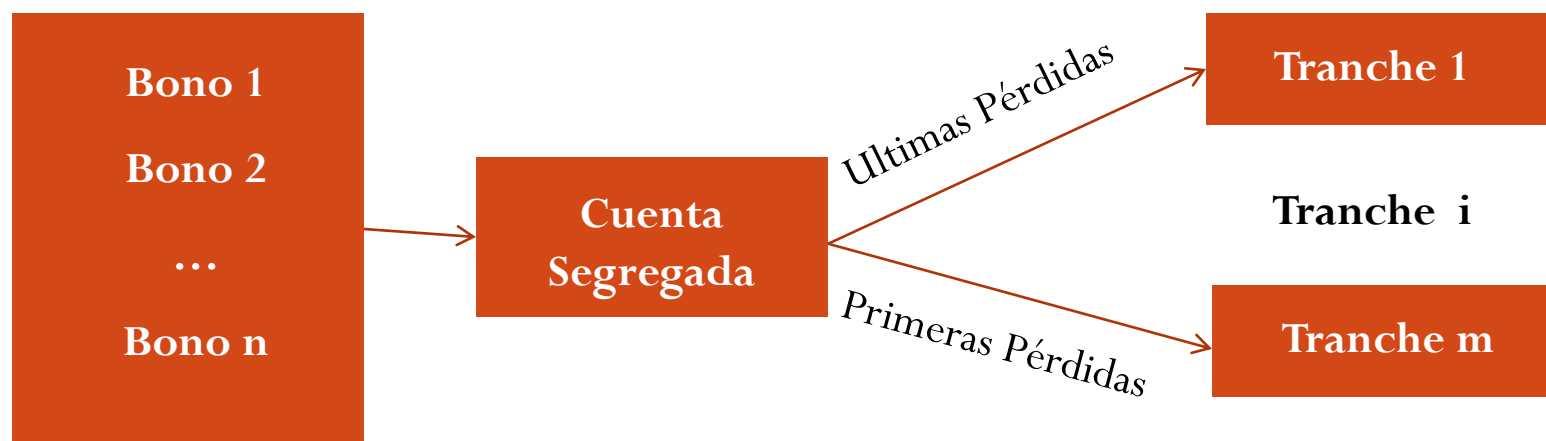 Bono 1
Bono 2
...
Bono n
Cuenta
Segregada
Ultimas Pérdidas
Primeras Pérdidas
Tranche 1
Tranche i
Tranche m